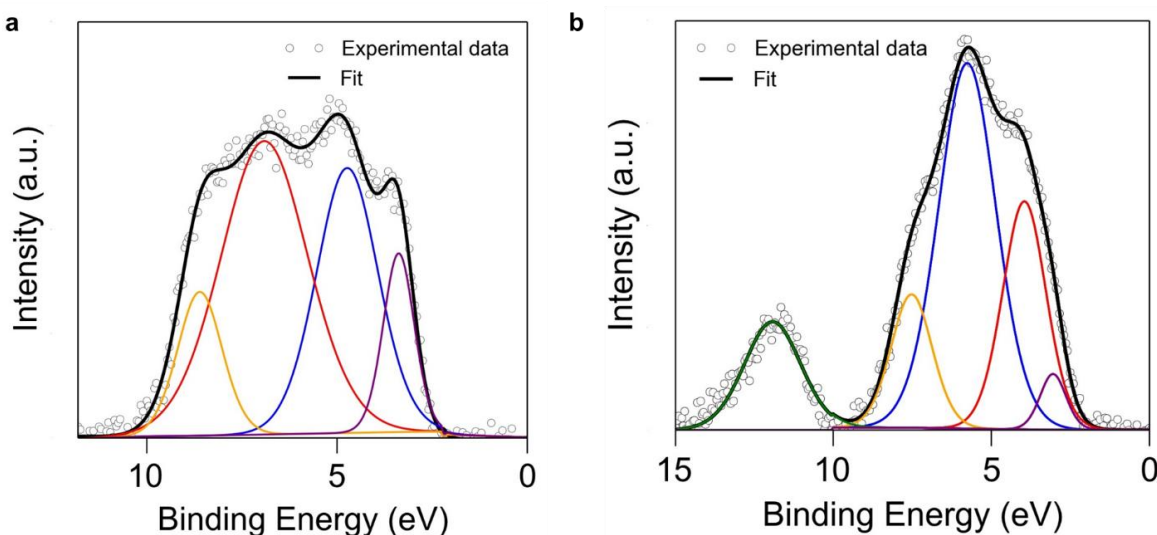 a
Experimental data
Fit
Intensity (a.u.)
10 5 0
Binding Energy (eV)
b
Experimental data
Fit
Intensity (a.u.)
15 10 5 0
Binding Energy (eV)